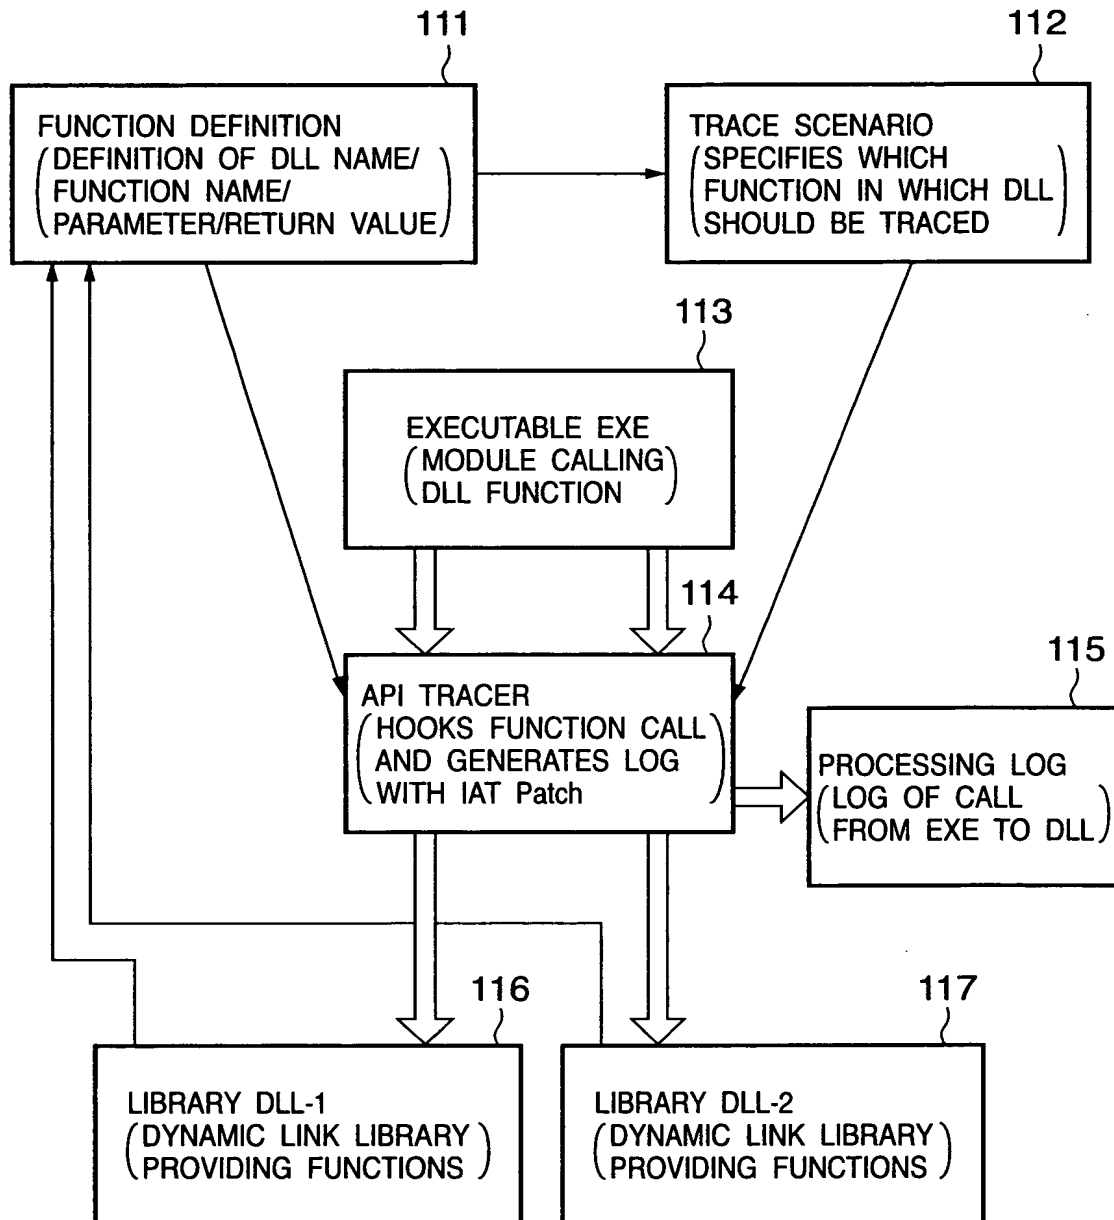 111
FUNCTION DEFINITION
(DEFINITION OF DLL NAME/
FUNCTION NAME/
PARAMETER/RETURN VALUE)
112
TRACE SCENARIO
(SPECIFIES WHICH
FUNCTION IN WHICH DLL
SHOULD BE TRACED)
113
EXECUTABLE EXE
(MODULE CALLING
DLL FUNCTION)
114
API TRACER
(HOOKS FUNCTION CALL
AND GENERATES LOG
WITH IAT Patch)
115
PROCESSING LOG
(LOG OF CALL
FROM EXE TO DLL)
116
LIBRARY DLL-1
(DYNAMIC LINK LIBRARY
PROVIDING FUNCTIONS)
117
LIBRARY DLL-2
(DYNAMIC LINK LIBRARY
PROVIDING FUNCTIONS)